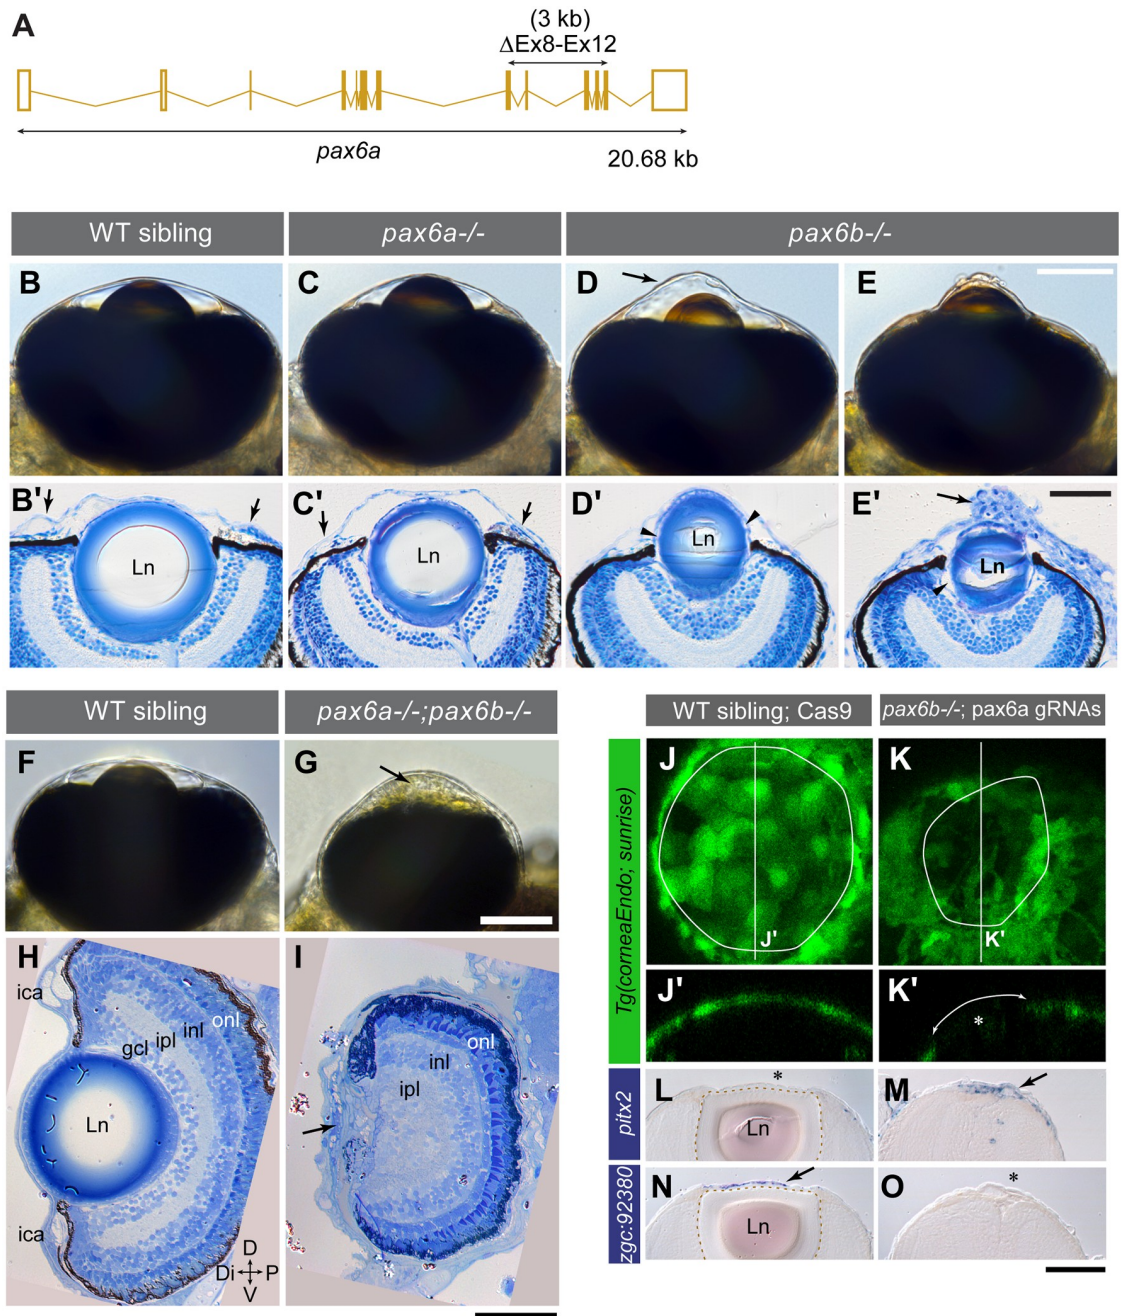 A
(3 kb)
ΔEx8-Ex12
pax6a
20.68 kb
WT sibling
pax6a-/-
pax6b-/-
B
C
D
E
B'
C'
D'
E'
Ln
Ln
Ln
Ln
WT sibling
pax6a-/-;pax6b-/-
F
G
H
I
ica
ica
gcl
ipl
inl
onl
Ln
D
Di
P
V
ipl
inl
onl
WT sibling; Cas9
pax6b-/-; pax6a gRNAs
Tg(corneaEndo; sunrise)
J
K
J'
K'
J'
K'
*
pitx2
L
*
Ln
M
zgc:92380
N
Ln
O
*